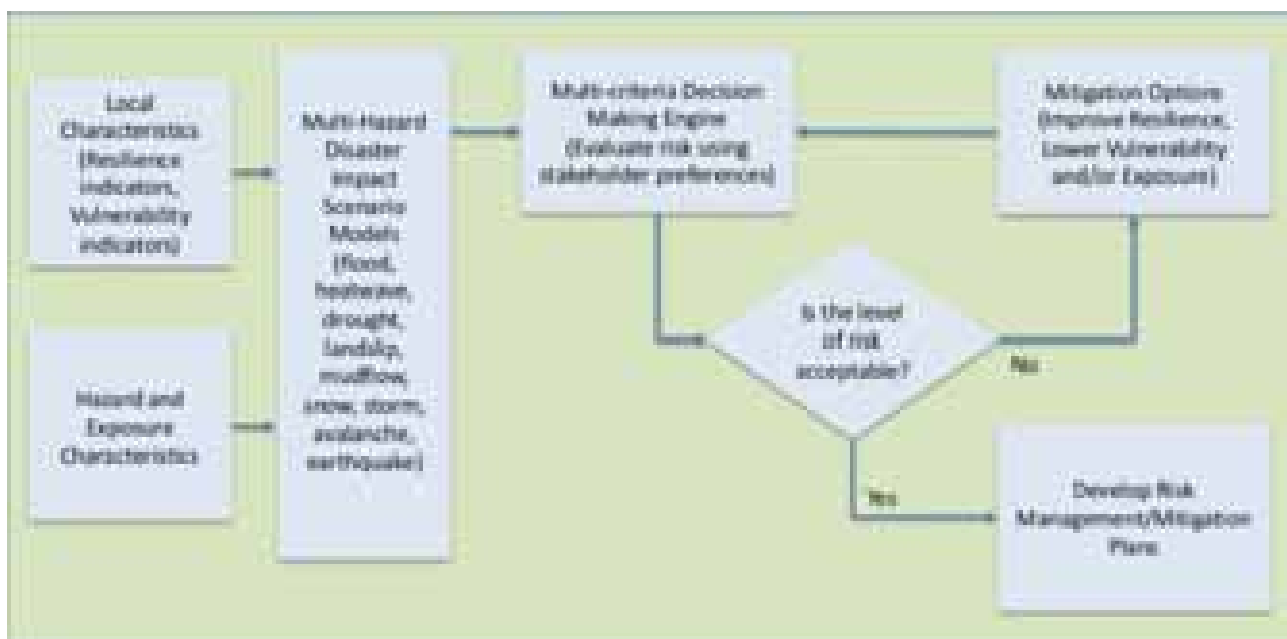 Local
Characteristics
(Resilience
indicators,
Vulnerability
indicators)
Hazard and
Exposure
Characteristics
Multi-Hazard
Disaster
Impact
Scenario
Models
(flood,
heatwave,
drought,
landslip,
mudflow,
snow, storm,
avalanche,
earthquake)
Multi-criteria Decision
Making Engine
(Evaluate risk using
stakeholder preferences)
Mitigation Options
(Improve Resilience,
Lower Vulnerability
and/or Exposure)
Is the level
of risk
acceptable?
No
Yes
Develop Risk
Management/Mitigation
Plans